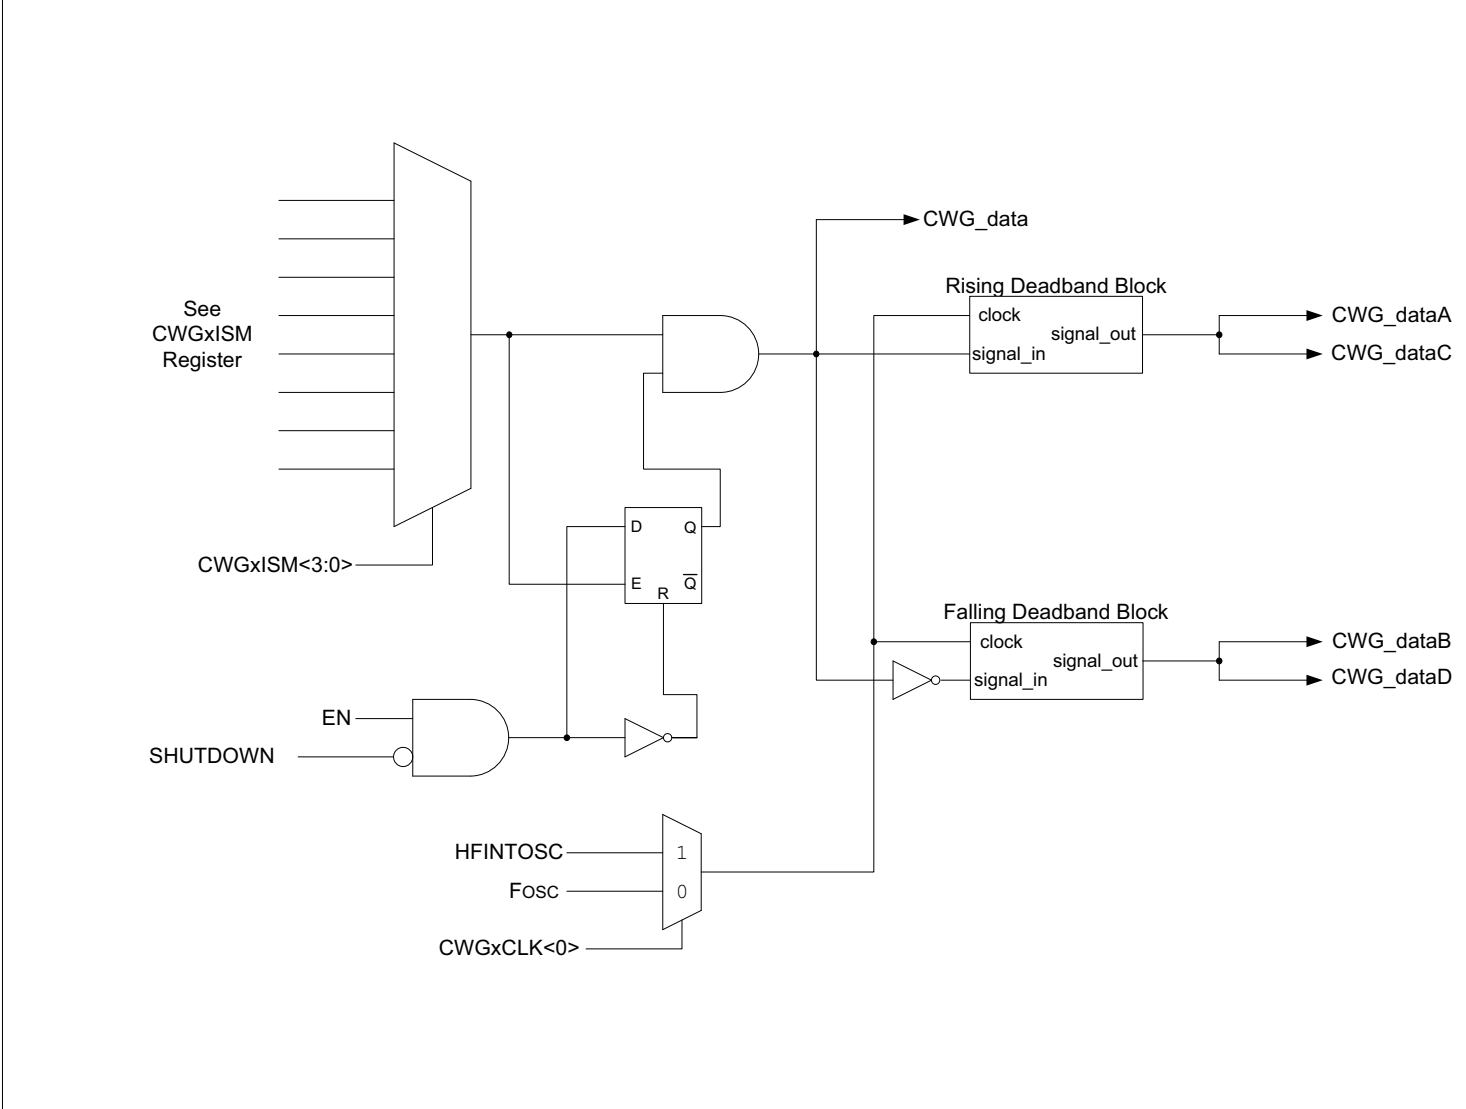 CWG_data
Rising Deadband Block
clock
signal_out
signal_in
CWG_dataA
CWG_dataC
See
CWGxISM
Register
CWGxISM<3:0>
D
Q
E
Q̅
R
Falling Deadband Block
clock
signal_out
signal_in
CWG_dataB
CWG_dataD
EN
SHUTDOWN
HFINTOSC
1
FOSC
0
CWGxCLK<0>